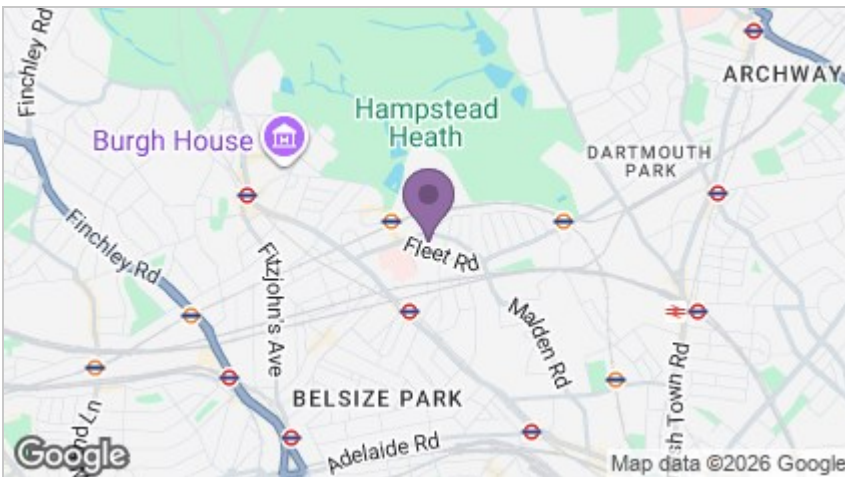 Finchley Rd
ARCHWAY
Hampstead
Heath
Burgh House
DARTMOUTH
PARK
Finchley Rd
Fleet Rd
Fitzjohn's Ave
Malden Rd
BELSIZE PARK
Adelaide Rd
Google
Map data ©2026 Google